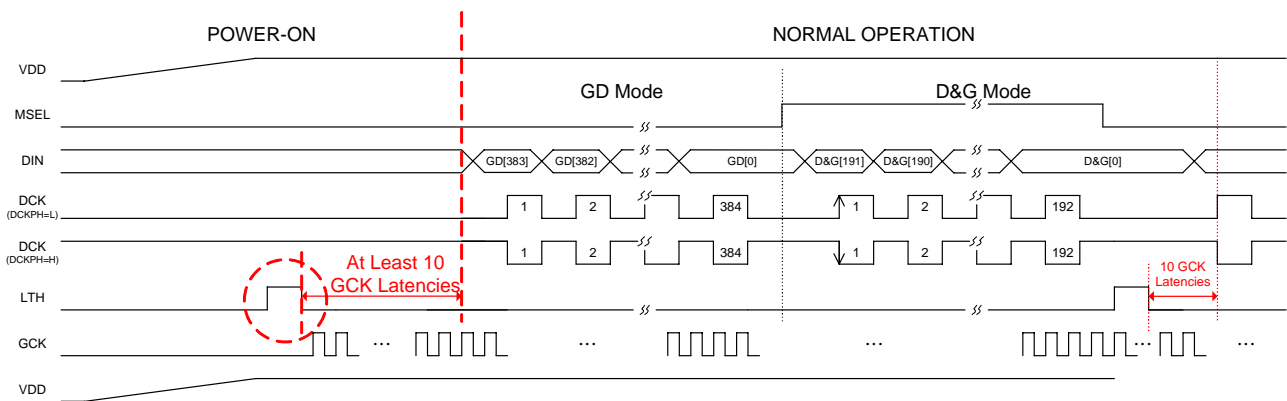 POWER-ON NORMAL OPERATION
VDD
GD Mode D&G Mode
MSEL
DIN GD[383] GD[382] GD[0] D&G[191] D&G[190] D&G[0]
DCK 1 2 384 1 2 192
(DCKPH=L)
DCK 1 2 384 1 2 192
(DCKPH=H)
At Least 10
GCK Latencies
10 GCK
Latencies
LTH
GCK ... ... ... ... ...
VDD